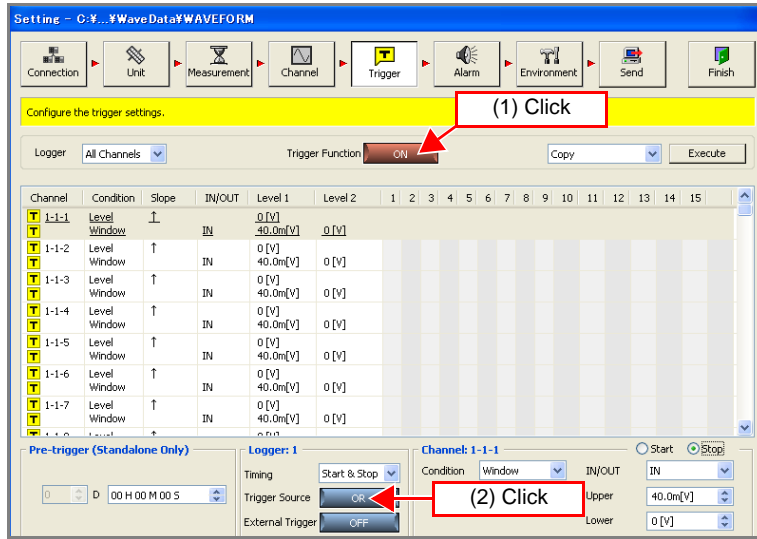 Setting - C:¥...¥WaveData¥WAVEFORM
Connection Unit Measurement Channel Trigger Alarm Environment Send Finish
Configure the trigger settings.
(1) Click
Logger All Channels Trigger Function ON Copy Execute
Channel Condition Slope IN/OUT Level 1 Level 2 1 2 3 4 5 6 7 8 9 10 11 12 13 14 15
T 1-1-1 Level ↑ 0 [V]
T Window IN 40.0m[V] 0 [V]
T 1-1-2 Level ↑ 0 [V]
T Window IN 40.0m[V] 0 [V]
T 1-1-3 Level ↑ 0 [V]
T Window IN 40.0m[V] 0 [V]
T 1-1-4 Level ↑ 0 [V]
T Window IN 40.0m[V] 0 [V]
T 1-1-5 Level ↑ 0 [V]
T Window IN 40.0m[V] 0 [V]
T 1-1-6 Level ↑ 0 [V]
T Window IN 40.0m[V] 0 [V]
T 1-1-7 Level ↑ 0 [V]
T Window IN 40.0m[V] 0 [V]
Pre-trigger (Standalone Only) Logger: 1 Channel: 1-1-1 Start Stop
Timing Start & Stop Condition Window IN/OUT IN
0 D 00 H 00 M 00 S Trigger Source OR (2) Click Upper 40.0m[V]
External Trigger OFF Lower 0 [V]